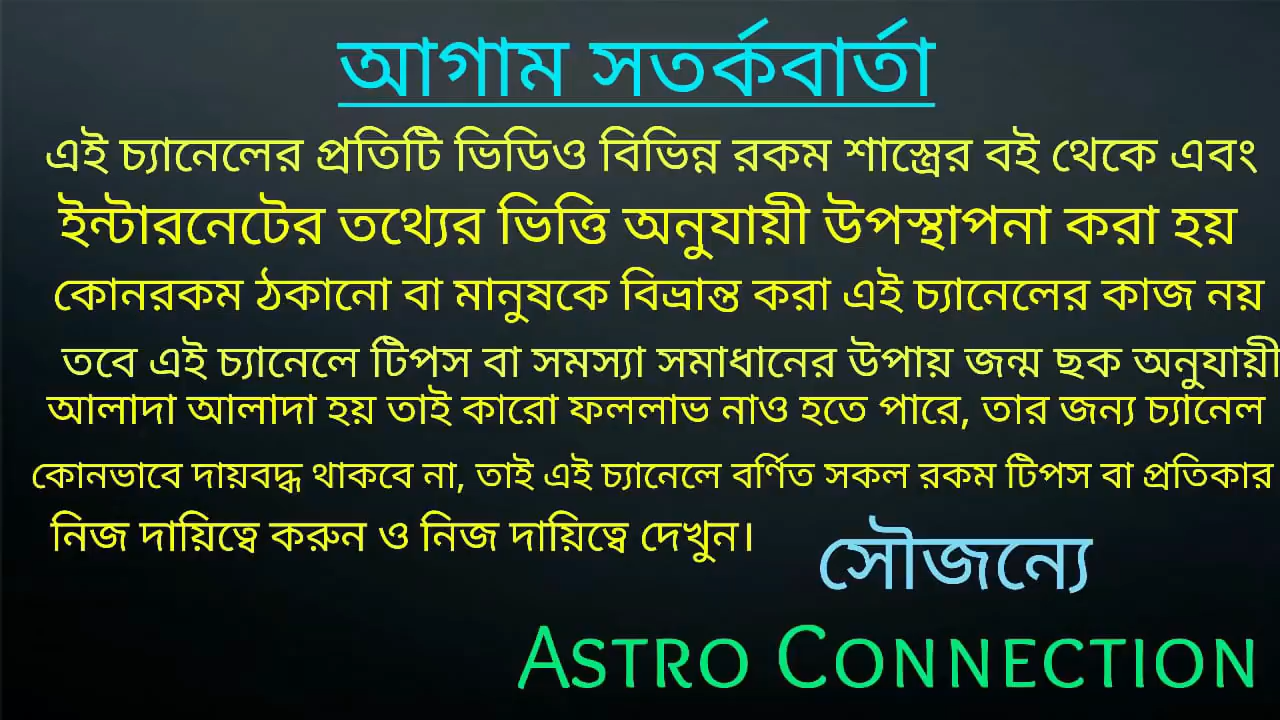 আগাম সতর্কবার্তা
এই চ্যানেলের প্রতিটি ভিডিও বিভিন্ন রকম শাস্ত্রের বই থেকে এবং
ইন্টারনেটের তথ্যের ভিত্তি অনুযায়ী উপস্থাপনা করা হয়
কোনরকম ঠকানো বা মানুষকে বিভ্রান্ত করা এই চ্যানেলের কাজ নয়
তবে এই চ্যানেলে টিপস বা সমস্যা সমাধানের উপায় জন্ম ছক অনুযায়ী
আলাদা আলাদা হয় তাই কারো ফললাভ নাও হতে পারে, তার জন্য চ্যানেল
কোনভাবে দায়বদ্ধ থাকবে না, তাই এই চ্যানেলে বর্ণিত সকল রকম টিপস বা প্রতিকার
নিজ দায়িত্বে করুন ও নিজ দায়িত্বে দেখুন।
সৌজন্যে
ASTRO CONNECTION